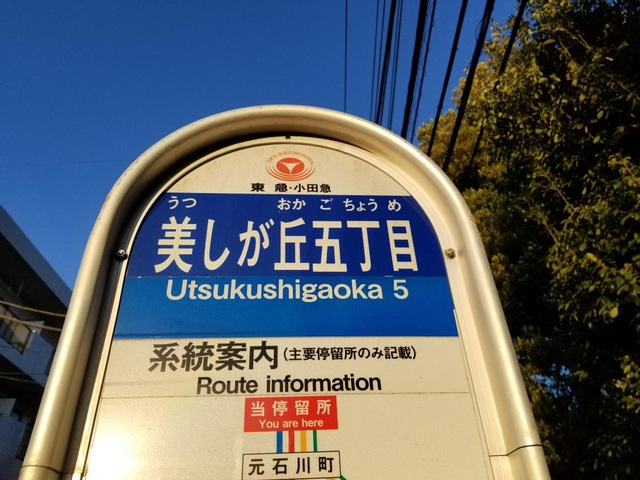 東急・小田急
うつ おか ご ちょう め
美しが丘五丁目
Utsukushigaoka 5
系統案内(主要停留所のみ記載)
Route information
当停留所
You are here
元石川町